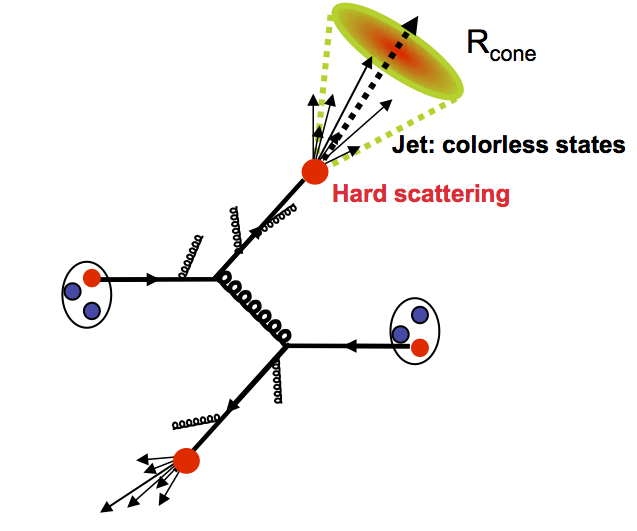 Rcone
Jet: colorless states
Hard scattering